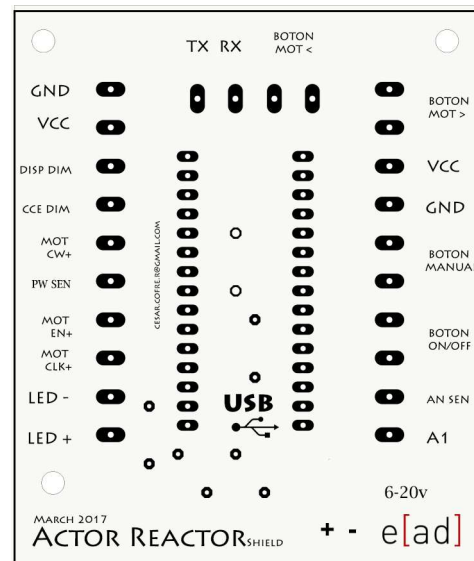 TX RX
BOTON
MOT <
GND
VCC
DISP DIM
CCE DIM
MOT
CW+
PW SEN
MOT
EN+
MOT
CLK+
LED -
LED +
CESAR.COFRE.R@GMAIL.COM
USB
BOTON
MOT >
VCC
GND
BOTON
MANUAL
BOTON
ON/OFF
AN SEN
A1
6-20v
MARCH 2017
ACTOR REACTOR SHIELD
+ -
e[ad]